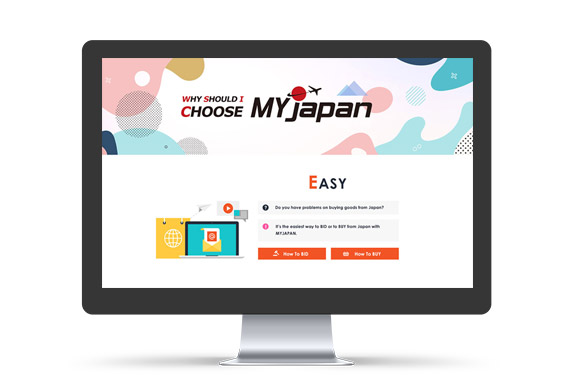 WHY SHOULD I
CHOOSE MYjapan
EASY
Do you have problems on buying goods from Japan?
It's the easiest way to BID or to BUY from Japan with
MYJAPAN.
How To BID
How To BUY